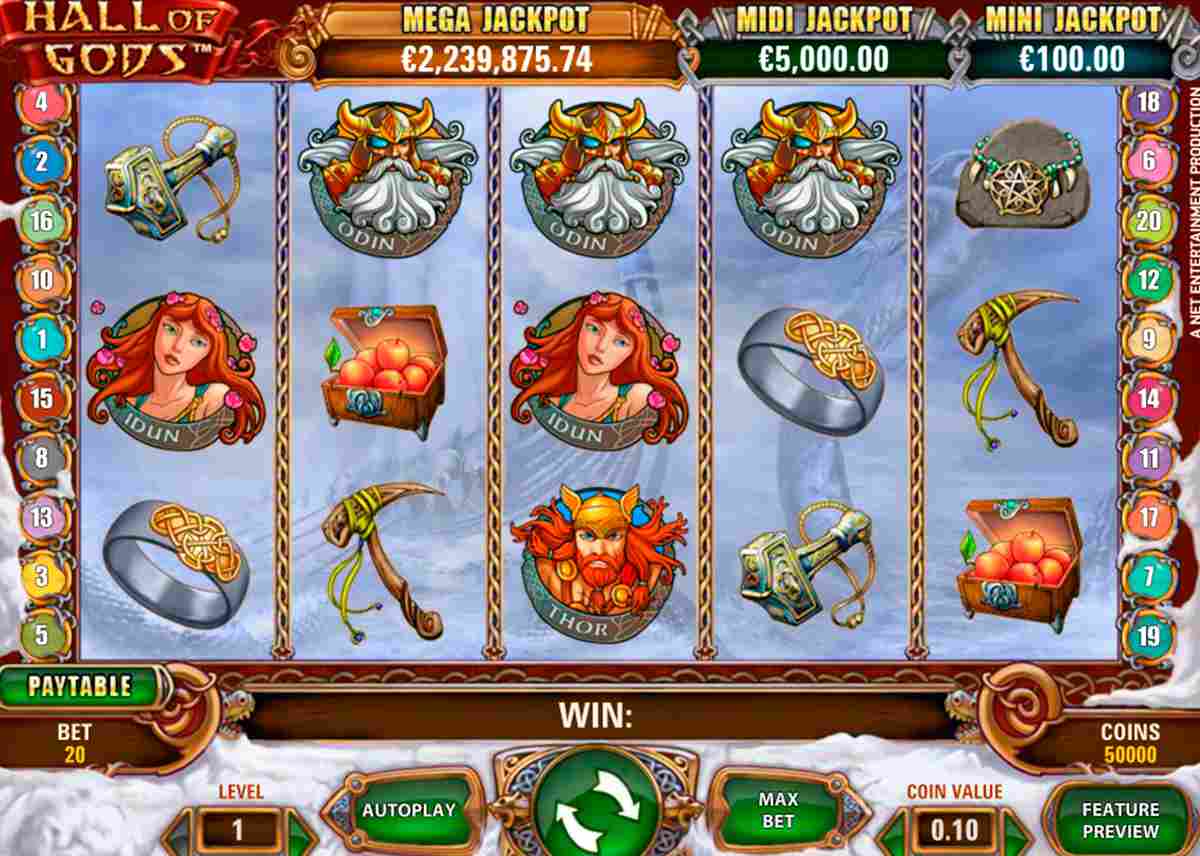 HALL OF
GODS™
MEGA JACKPOT
€2,239,875.74
MIDI JACKPOT
€5,000.00
MINI JACKPOT
€100.00
4
2
16
10
1
15
8
13
3
5
ODIN
ODIN
ODIN
IDUN
IDUN
THOR
18
6
20
12
9
14
11
17
7
19
A NET ENTERTAINMENT PRODUCTION
PAYTABLE
BET
20
WIN:
COINS
50000
LEVEL
1
AUTOPLAY
MAX
BET
COIN VALUE
0.10
FEATURE
PREVIEW